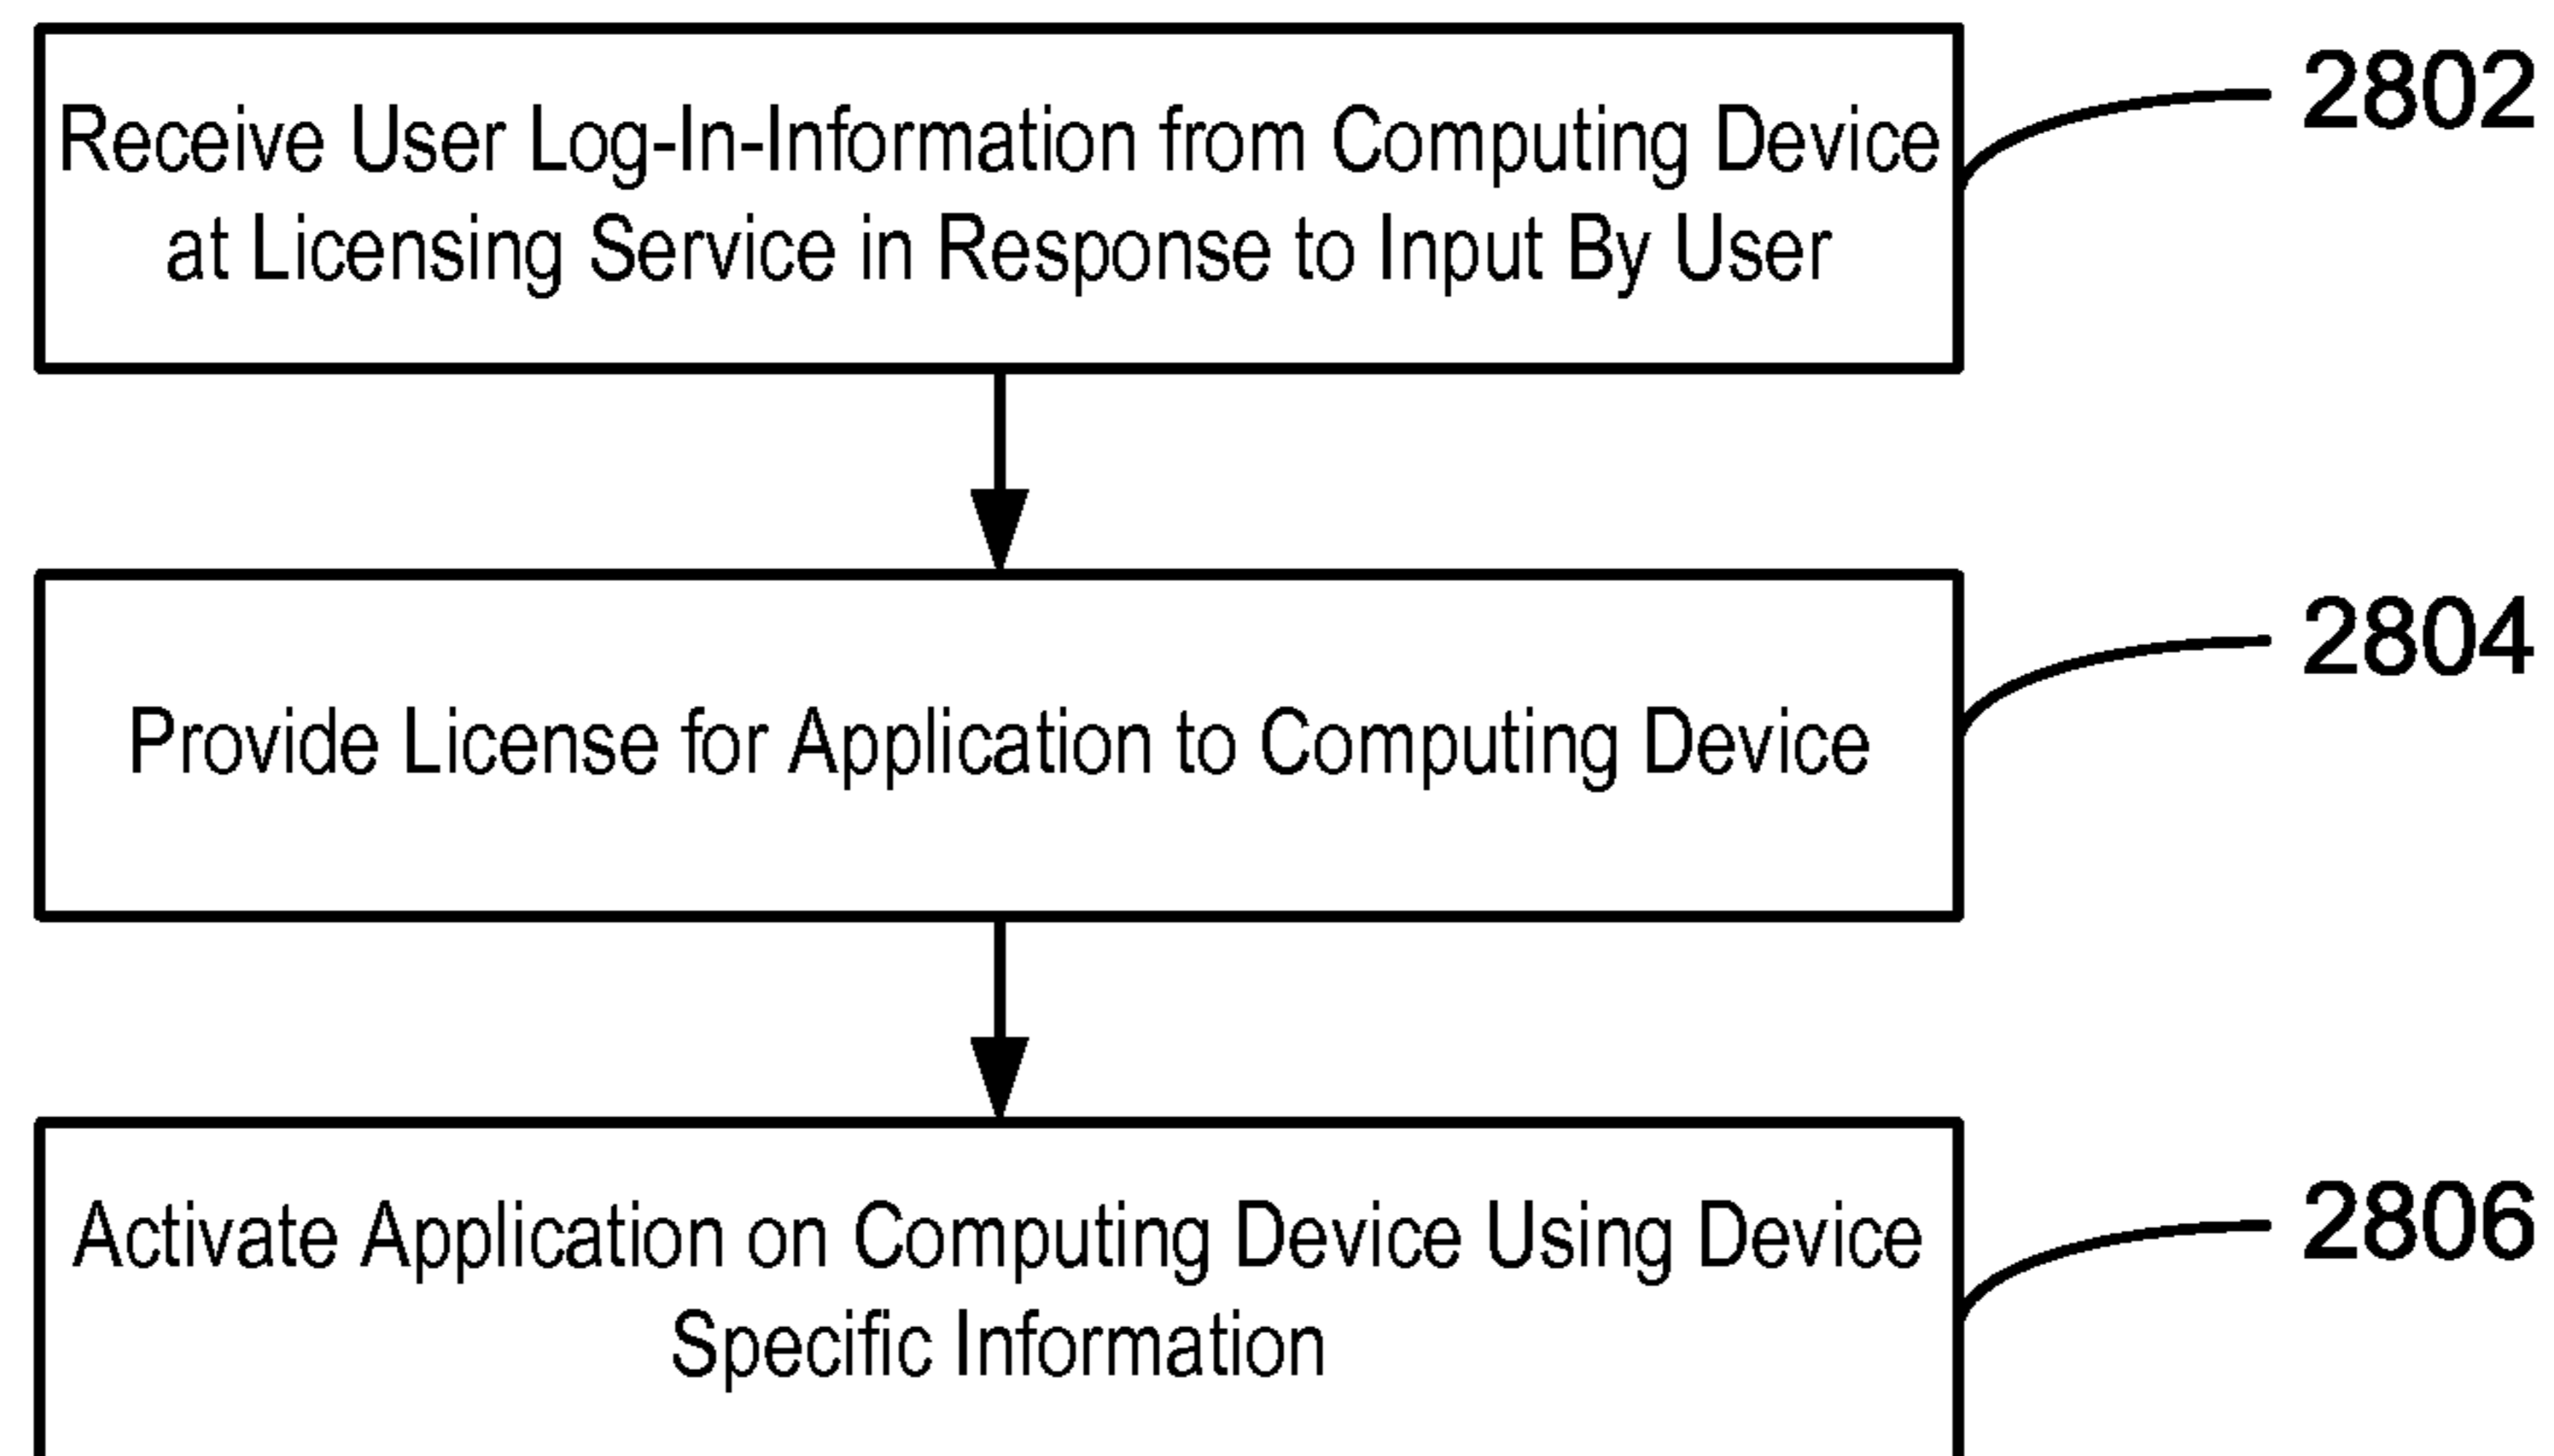 Receive User Log-In-Information from Computing Device
at Licensing Service in Response to Input By User
2802
Provide License for Application to Computing Device
2804
Activate Application on Computing Device Using Device
Specific Information
2806